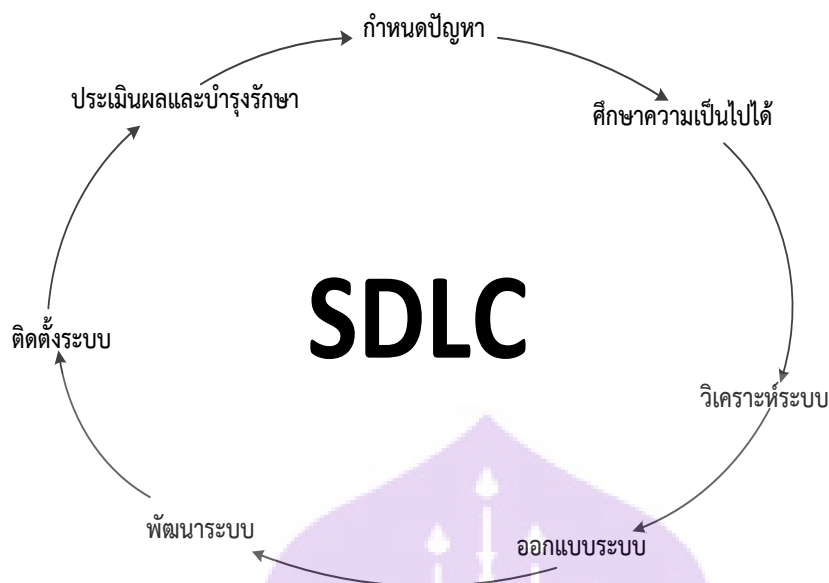 กำหนดปัญหา
ศึกษาความเป็นไปได้
วิเคราะห์ระบบ
ออกแบบระบบ
พัฒนาระบบ
ติดตั้งระบบ
ประเมินผลและบำรุงรักษา
SDLC